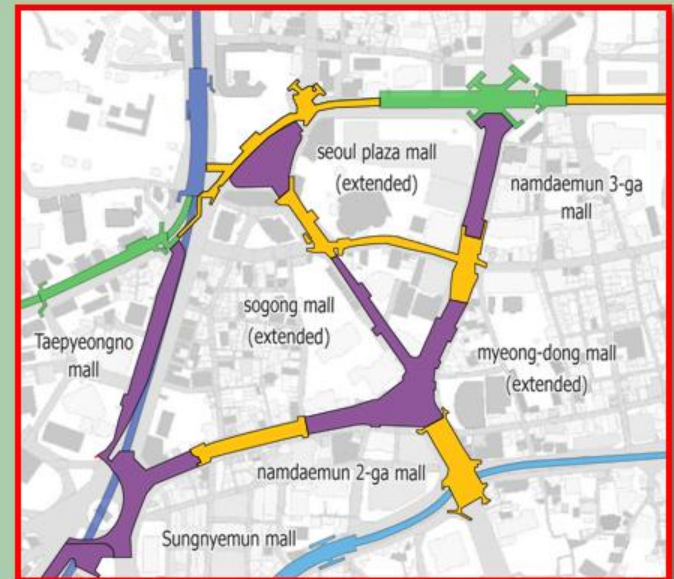 seoul plaza mall
(extended)
namdaemun 3-ga
mall
sogong mall
(extended)
Taepyeongno
mall
myeong-dong mall
(extended)
namdaemun 2-ga mall
Sungnyemun mall